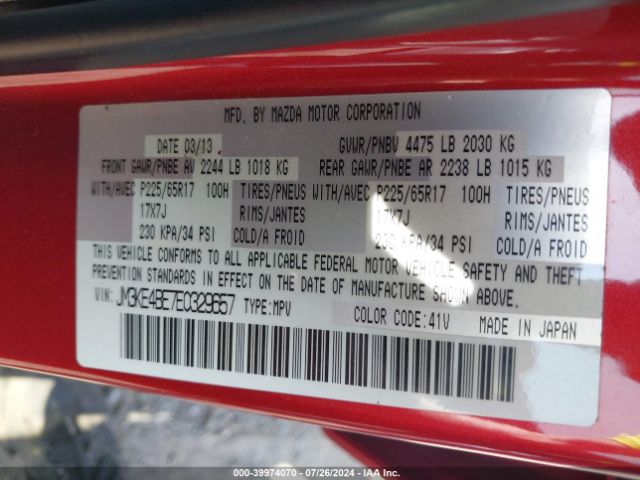 MFD. BY MAZDA MOTOR CORPORATION
DATE 03/13 GVWR/PNBV 4475 LB 2030 KG
FRONT GAWR/PNBE AV 2244 LB 1018 KG REAR GAWR/PNBE AR 2238 LB 1015 KG
WITH/AVEC P225/65R17 100H TIRES/PNEUS WITH/AVEC P225/65R17 100H TIRES/PNEUS
17X7J RIMS/JANTES 17X7J RIMS/JANTES
230 KPA/34 PSI COLD/A FROID 230 KPA/34 PSI COLD/A FROID
THIS VEHICLE CONFORMS TO ALL APPLICABLE FEDERAL MOTOR VEHICLE SAFETY AND THEFT
PREVENTION STANDARDS IN EFFECT ON THE DATE OF MANUFACTURE SHOWN ABOVE.
VIN: JM3KE4BE7E0329657 TYPE:MPV COLOR CODE:41V MADE IN JAPAN
000-39974070 - 07/26/2024 - IAA Inc.